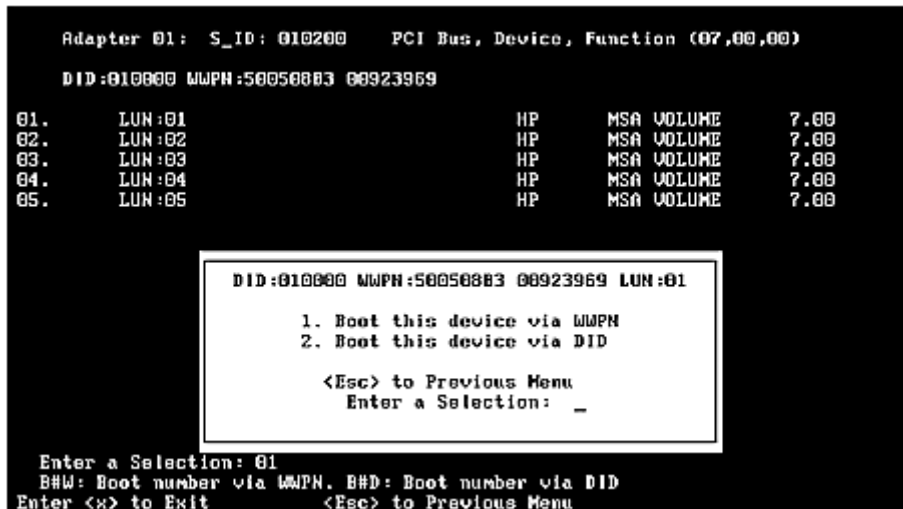 Adapter 01: S_ID: 010200 PCI Bus, Device, Function (07,00,00)
DID:010000 WWPN:50050883 00923969
01. LUN:01 HP MSA VOLUME 7.00
02. LUN:02 HP MSA VOLUME 7.00
03. LUN:03 HP MSA VOLUME 7.00
04. LUN:04 HP MSA VOLUME 7.00
05. LUN:05 HP MSA VOLUME 7.00
DID:010000 WWPN:50050883 00923969 LUN:01
1. Boot this device via WWPN
2. Boot this device via DID
<Esc> to Previous Menu
Enter a Selection: _
Enter a Selection: 01
B#W: Boot number via WWPN. B#D: Boot number via DID
Enter <x> to Exit <Esc> to Previous Menu